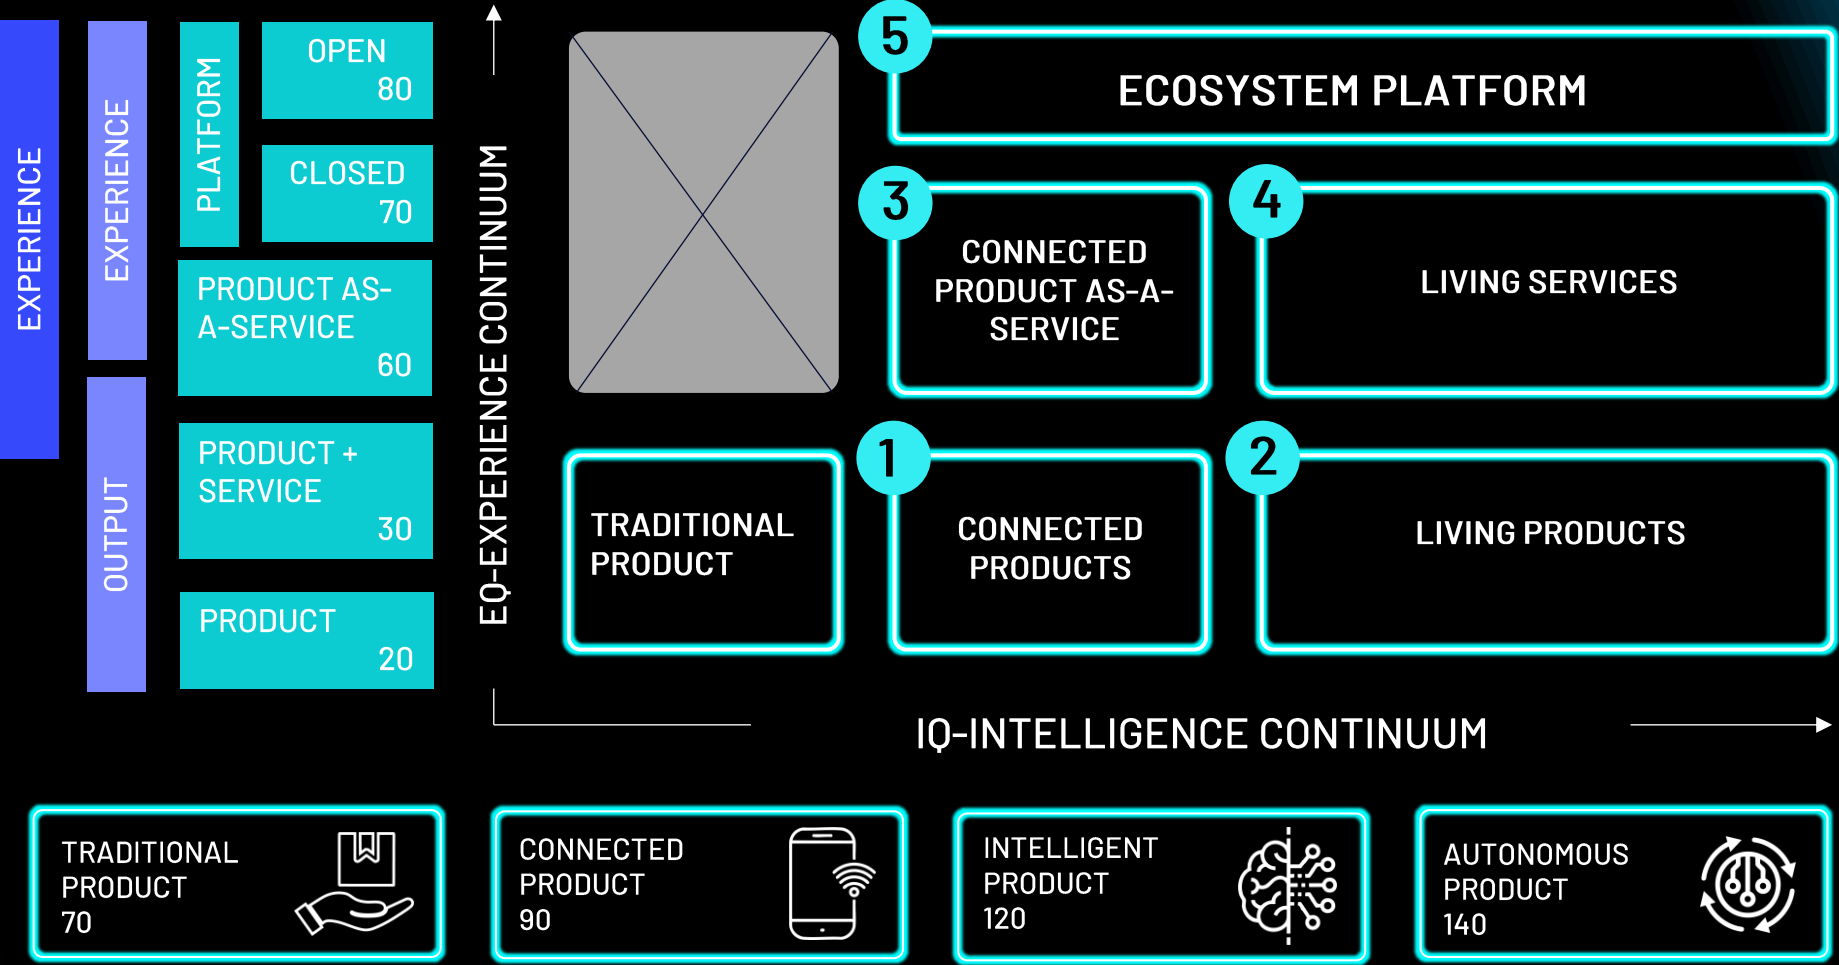 EXPERIENCE
EXPERIENCE
OUTPUT
PLATFORM
OPEN
80
CLOSED
70
PRODUCT AS-
A-SERVICE
60
PRODUCT +
SERVICE
30
PRODUCT
20
EQ-EXPERIENCE CONTINUUM
5
ECOSYSTEM PLATFORM
3
CONNECTED
PRODUCT AS-A-
SERVICE
4
LIVING SERVICES
TRADITIONAL
PRODUCT
1
CONNECTED
PRODUCTS
2
LIVING PRODUCTS
IQ-INTELLIGENCE CONTINUUM
TRADITIONAL
PRODUCT
70
CONNECTED
PRODUCT
90
INTELLIGENT
PRODUCT
120
AUTONOMOUS
PRODUCT
140